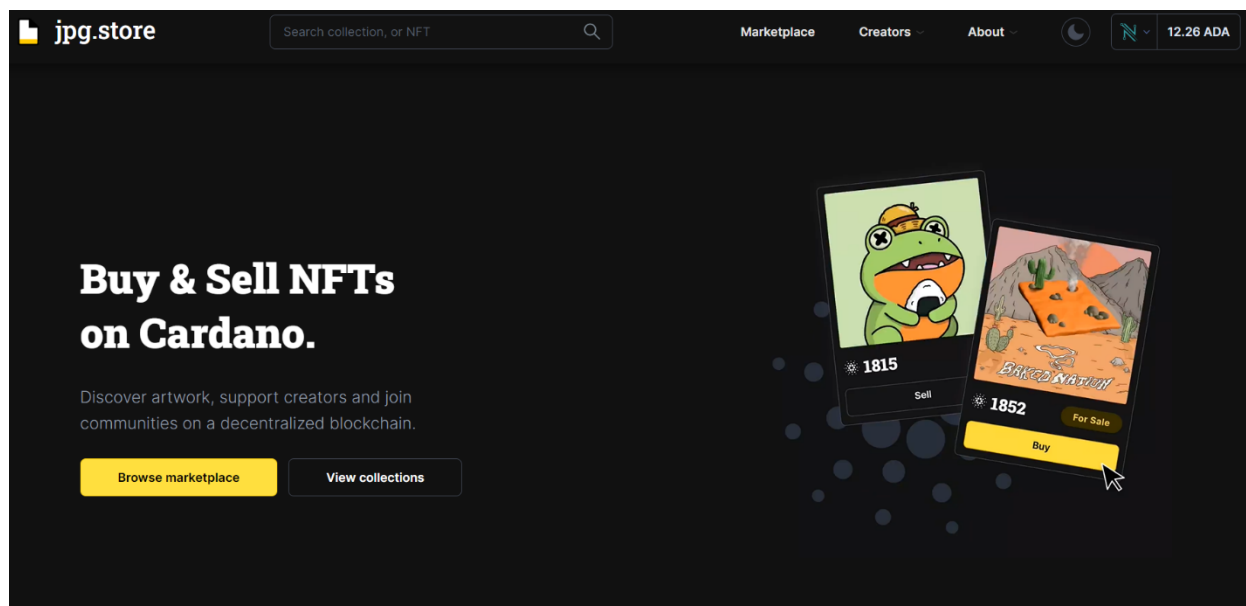 jpg.store
Search collection, or NFT
Marketplace
Creators
About
12.26 ADA
Buy & Sell NFTs
on Cardano.
Discover artwork, support creators and join
communities on a decentralized blockchain.
Browse marketplace
View collections
1815
Sell
BAKED NATION
1852
For Sale
Buy